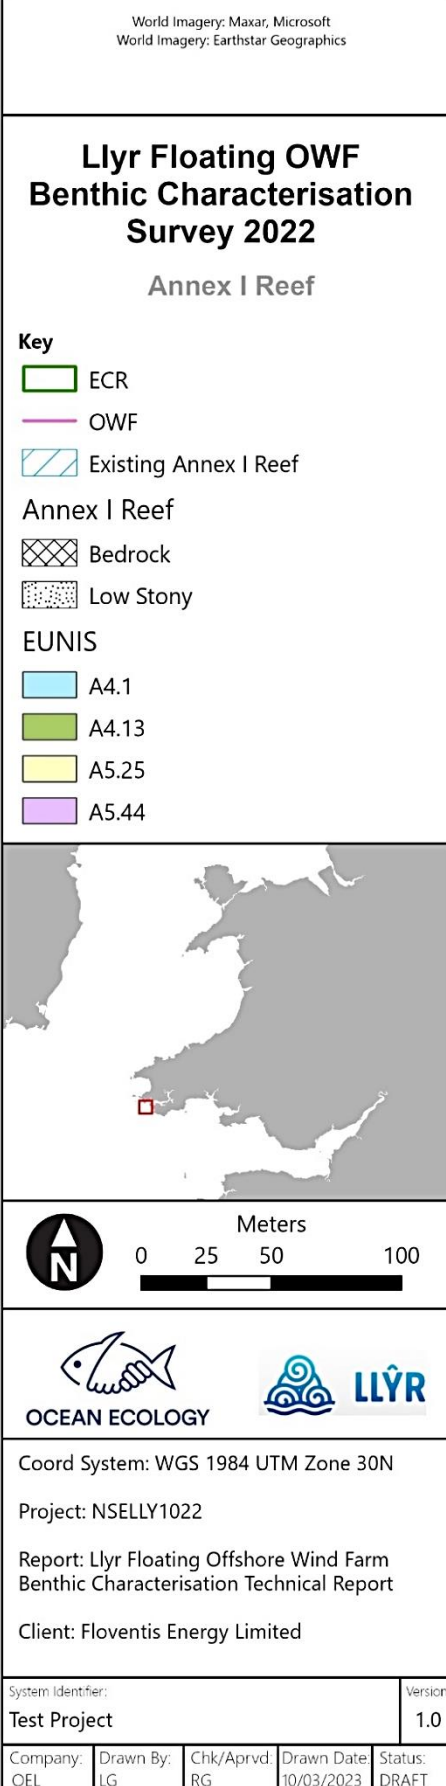 World Imagery: Maxar, Microsoft
World Imagery: Earthstar Geographics
Llyr Floating OWF
Benthic Characterisation
Survey 2022
Annex I Reef
Key
ECR
OWF
Existing Annex I Reef
Annex I Reef
Bedrock
Low Stony
EUNIS
A4.1
A4.13
A5.25
A5.44
N
Meters
0 25 50 100
OCEAN ECOLOGY
LLŶR
Coord System: WGS 1984 UTM Zone 30N
Project: NSELLY1022
Report: Llyr Floating Offshore Wind Farm
Benthic Characterisation Technical Report
Client: Floventis Energy Limited
System Identifier: Version
Test Project 1.0
Company: Drawn By: Chk/Aprvd: Drawn Date: Status:
OEL LG RG 10/03/2023 DRAFT